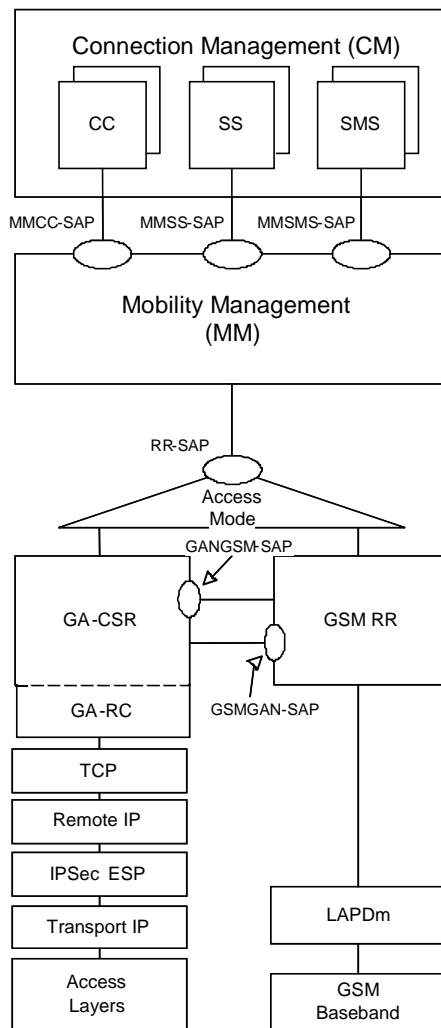 Connection Management (CM)
CC
SS
SMS
MMCC-SAP
MMSS-SAP
MMSMS-SAP
Mobility Management
(MM)
RR-SAP
Access
Mode
GANGSM-SAP
GA-CSR
GSM RR
GA-RC
GSMGAN-SAP
TCP
Remote IP
IPSec ESP
Transport IP
LAPDm
Access
Layers
GSM
Baseband